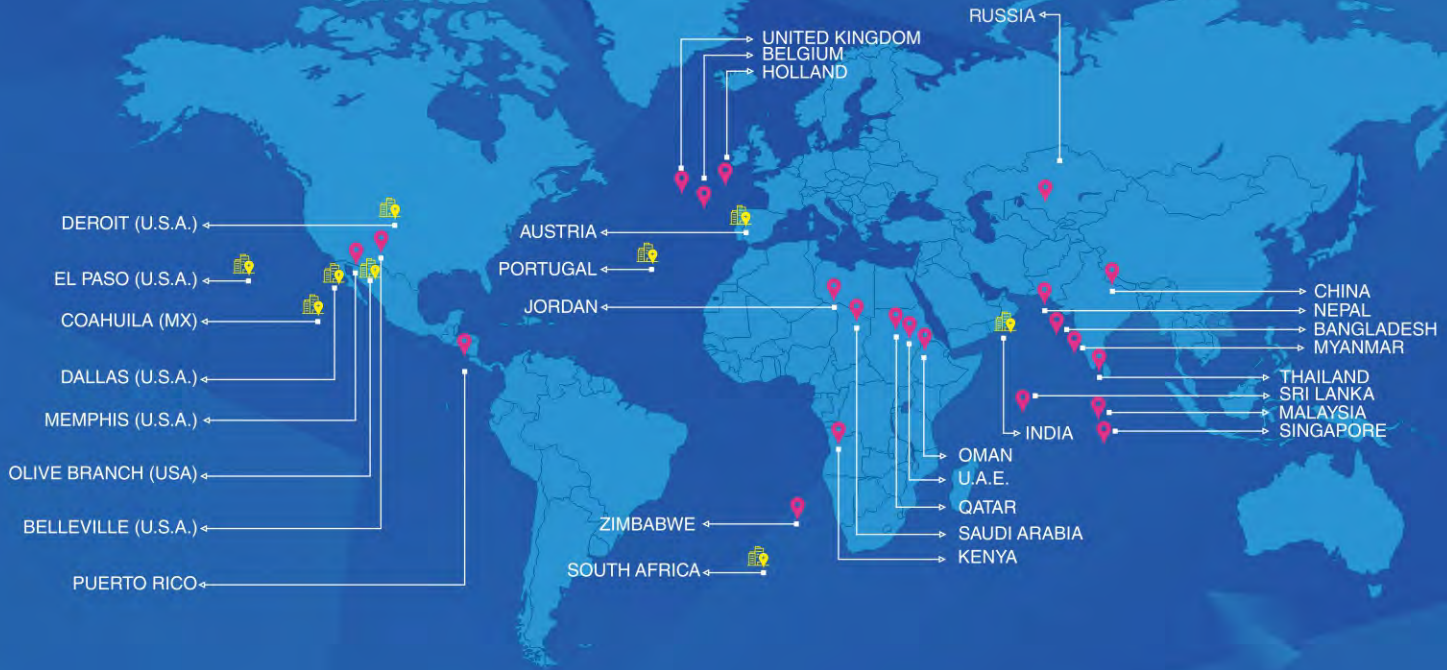 RUSSIA
UNITED KINGDOM
BELGIUM
HOLLAND
DEROIT (U.S.A.)
EL PASO (U.S.A.)
COAHUILA (MX)
DALLAS (U.S.A.)
MEMPHIS (U.S.A.)
OLIVE BRANCH (USA)
BELLEVILLE (U.S.A.)
PUERTO RICO
AUSTRIA
PORTUGAL
JORDAN
ZIMBABWE
SOUTH AFRICA
INDIA
OMAN
U.A.E.
QATAR
SAUDI ARABIA
KENYA
CHINA
NEPAL
BANGLADESH
MYANMAR
THAILAND
SRI LANKA
MALAYSIA
SINGAPORE